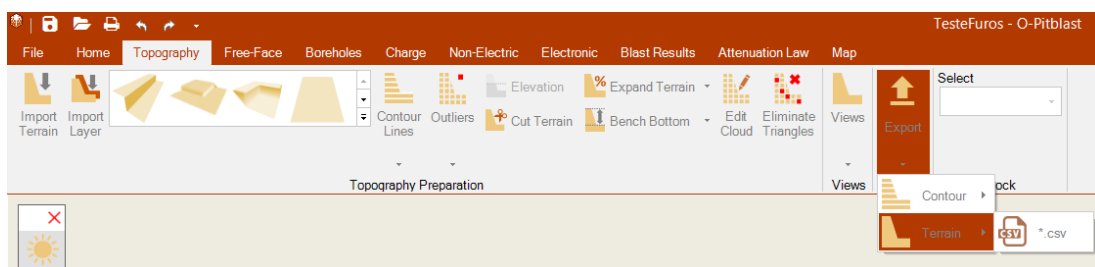 TesteFuros - O-Pitblast
File Home Topography Free-Face Boreholes Charge Non-Electric Electronic Blast Results Attenuation Law Map
Import Terrain
Import Layer
Contour Lines
Outliers
Elevation
Cut Terrain
% Expand Terrain
Bench Bottom
Edit Cloud
Eliminate Triangles
Views
Export
Select
Topography Preparation
Views
ock
Contour
Terrain
CSV *.csv